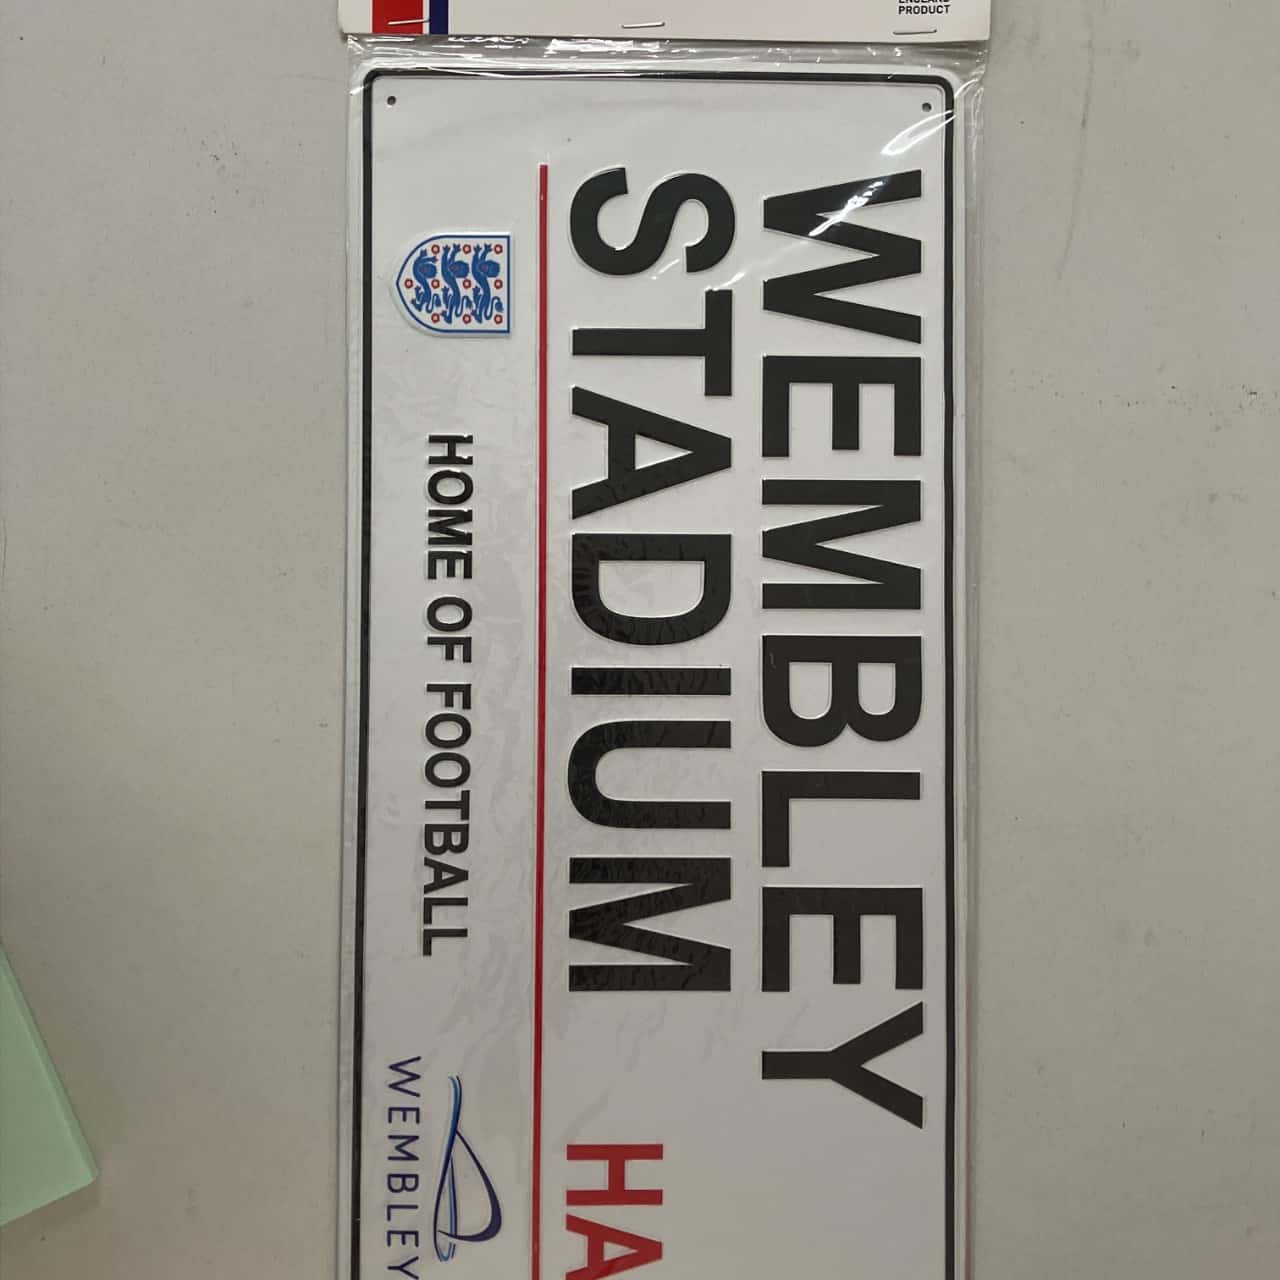 ENGLAND
PRODUCT
WEMBLEY
STADIUM
HA
HOME OF FOOTBALL
WEMBLEY